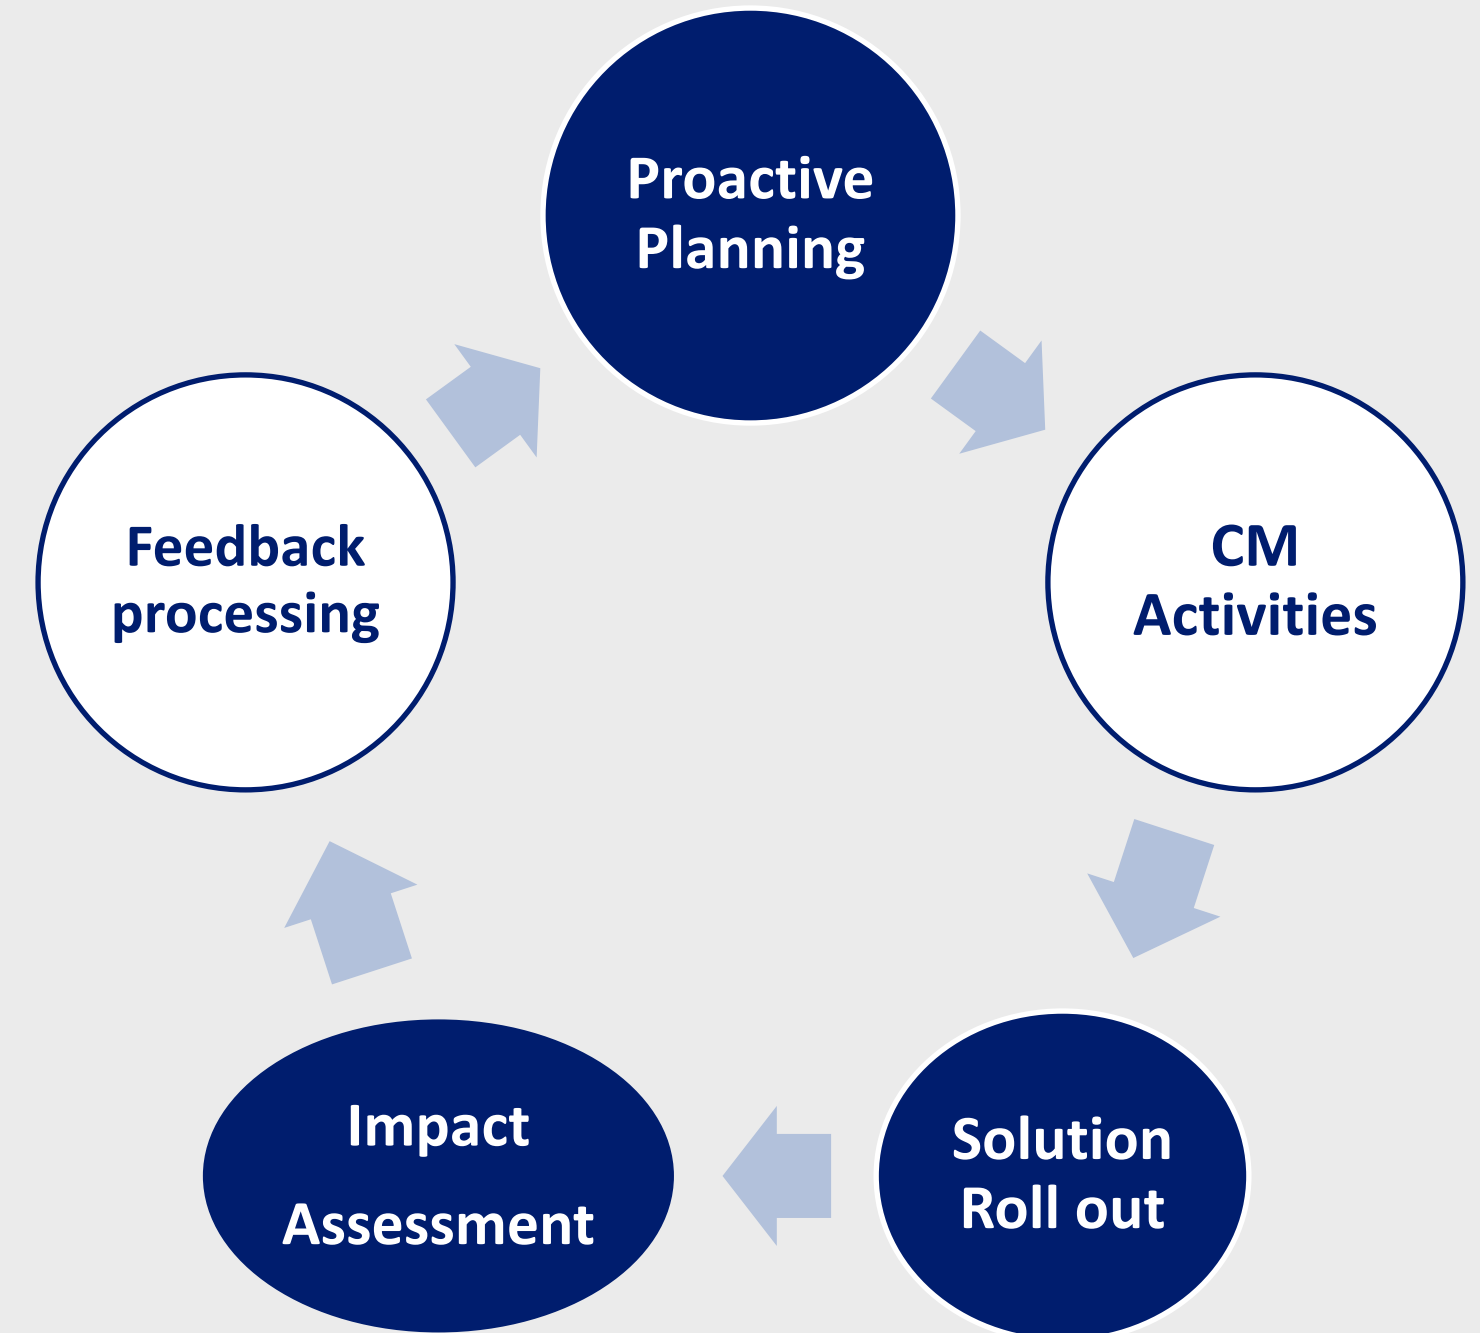 Proactive
Planning
CM
Activities
Solution
Roll out
Impact
Assessment
Feedback
processing